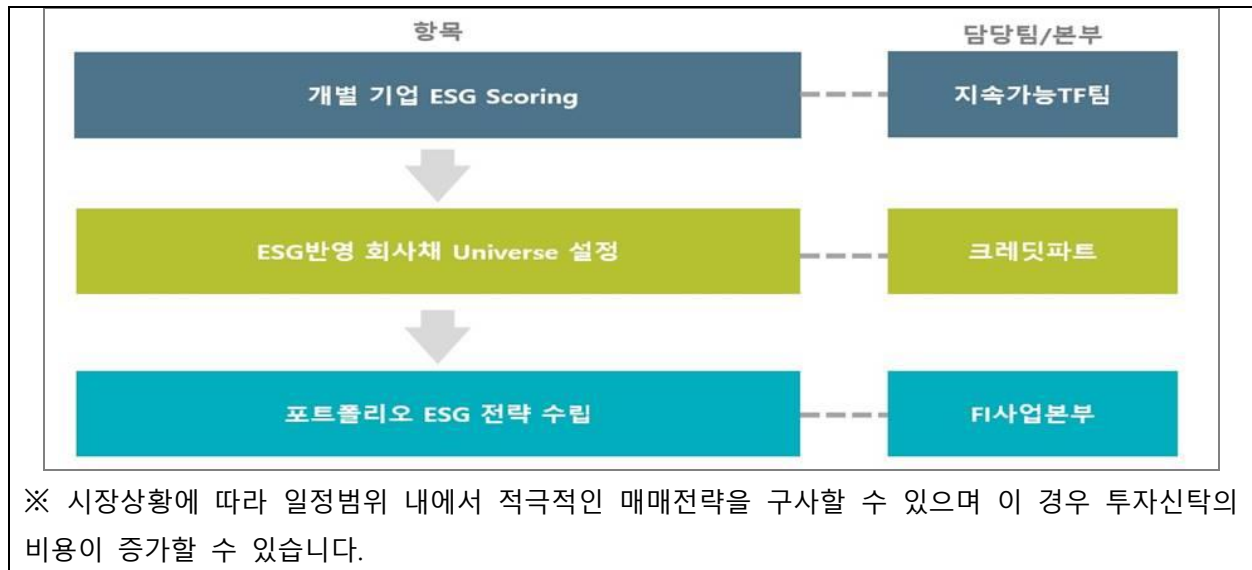 항목 담당팀/본부
개별 기업 ESG Scoring 지속가능TF팀
ESG반영 회사채 Universe 설정 크레딧파트
포트폴리오 ESG 전략 수립 FI사업본부
※ 시장상황에 따라 일정범위 내에서 적극적인 매매전략을 구사할 수 있으며 이 경우 투자신탁의
비용이 증가할 수 있습니다.